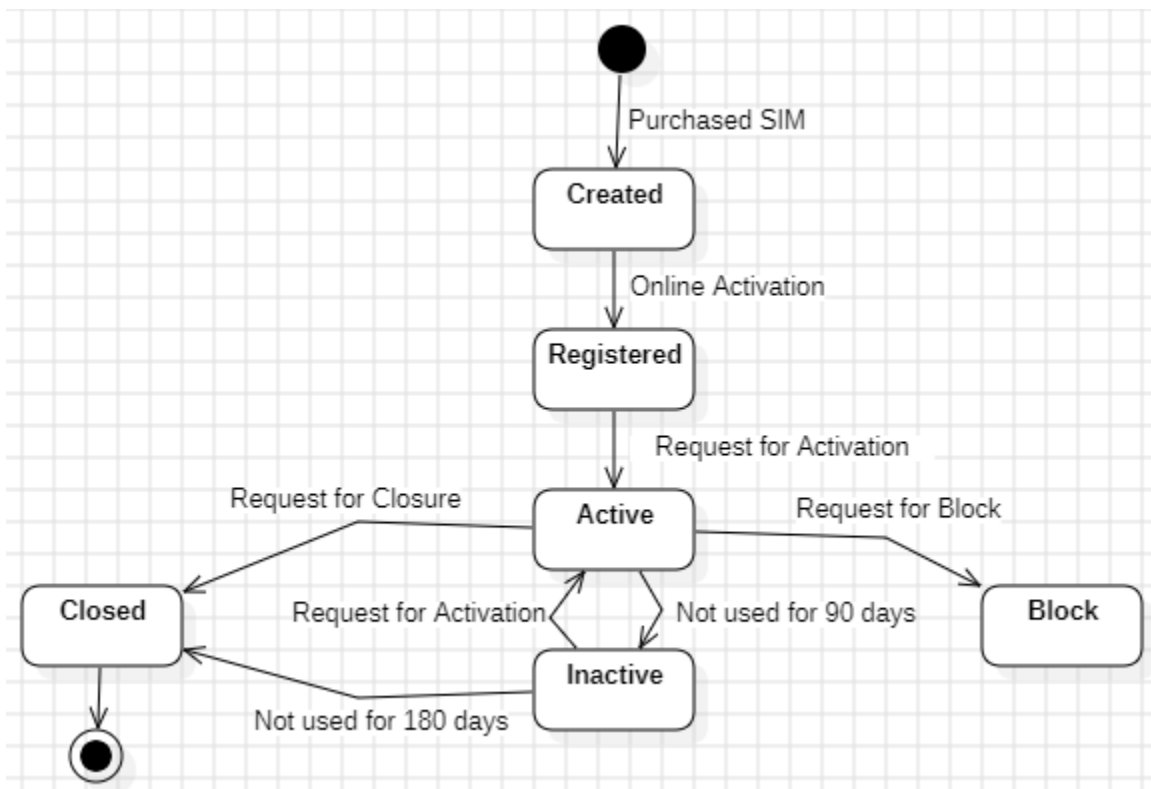 Purchased SIM
Created
Online Activation
Registered
Request for Activation
Request for Closure
Active
Request for Block
Closed
Request for Activation
Not used for 90 days
Block
Inactive
Not used for 180 days